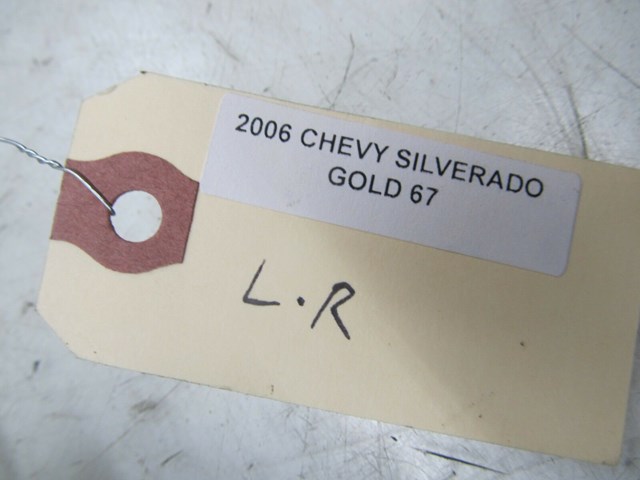 2006 CHEVY SILVERADO
GOLD 67
L.R